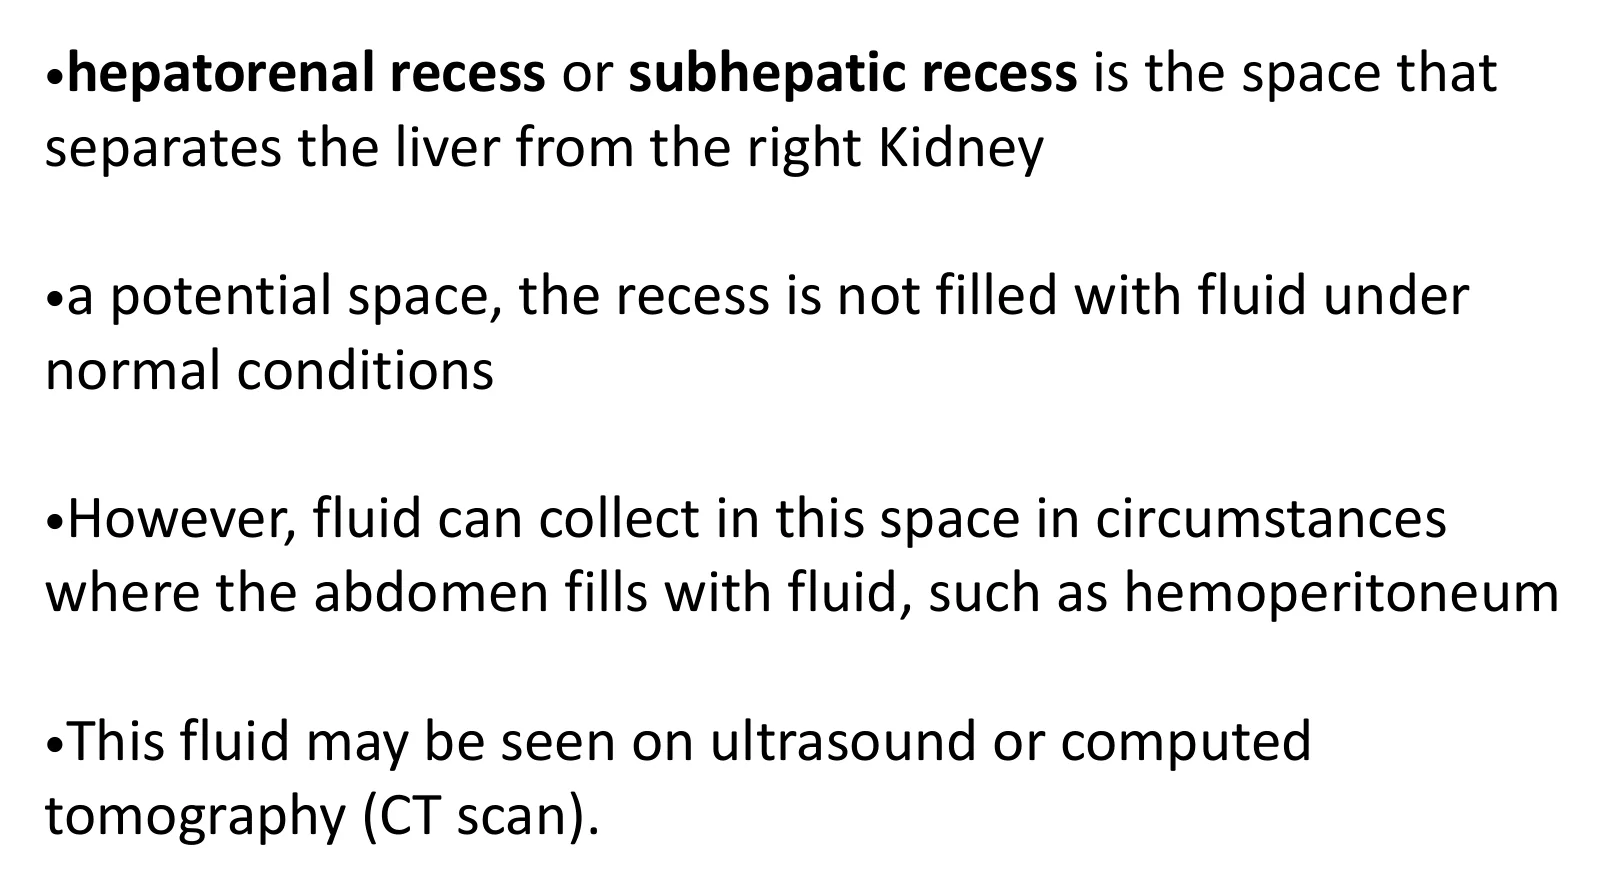 •hepatorenal recess or subhepatic recess is the space that
separates the liver from the right Kidney
•a potential space, the recess is not filled with fluid under
normal conditions
•However, fluid can collect in this space in circumstances
where the abdomen fills with fluid, such as hemoperitoneum
•This fluid may be seen on ultrasound or computed
tomography (CT scan).